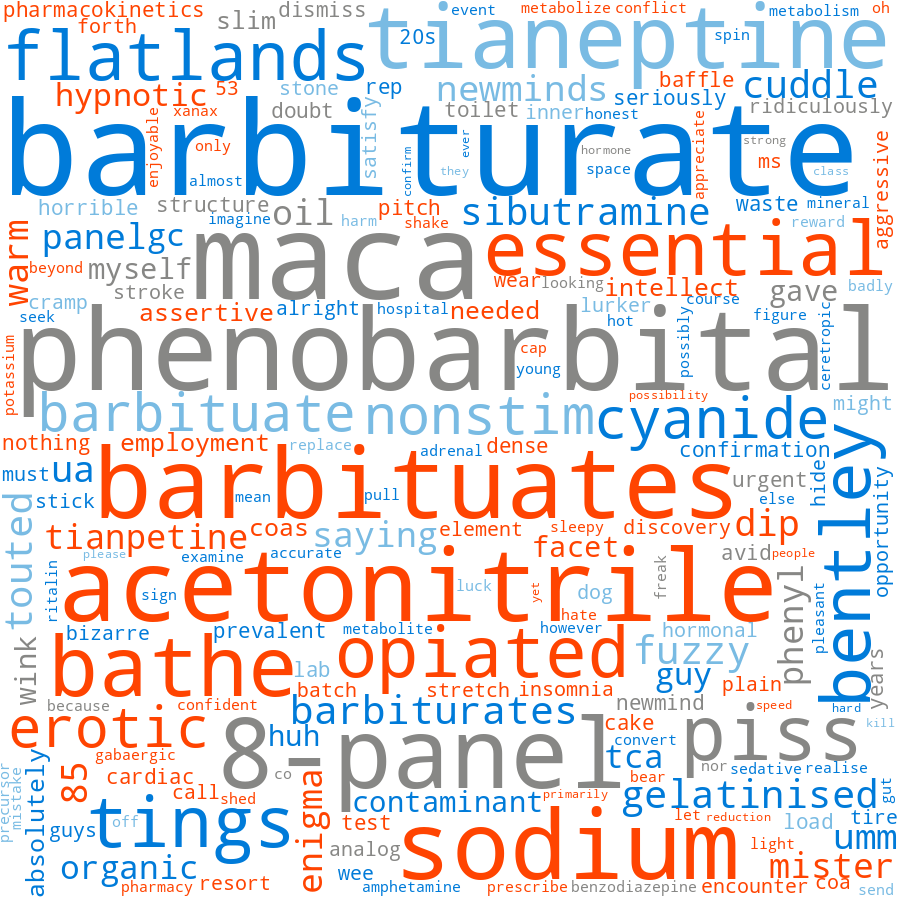 pharmacokinetics
forth
slim
dismiss
event
metabolize
conflict
metabolism
oh
flatlands
tianeptine
20s
spin
hypnotic
53
stone
rep
newminds
baffle
cuddle
xanax
doubt
satisfy
toilet
inner
seriously
honest
ridiculously
barbiturate
enjoyable
only
almost
confirm
ever
they
hormone
space
appreciate
ms
strong
class
aggressive
horrible
structure
imagine
oil
harm
pitch
shake
sibutramine
waste
mineral
reward
warm
panelgc
maca
essential
beyond
myself
stroke
wear
looking
intellect
gave
badly
cramp
seek
assertive
alright
hospital
needed
lurker
hot
course
possibly
figure
ceretropic
potassium
phenobarbital
cap
young
possibility
barbituate
nonstim
cyanide
might
nothing
employment
replace
adrenal
dense
confirmation
must
ua
barbituates
urgent
hide
bentley
stick
mean
pull
else
opportunity
touted
tianpetine
coas
saying
element
sleepy
discovery
dip
facet
avid
people
please
examine
accurate
ritalin
acetonitrile
sign
luck
yet
dog
freak
phenyl
pleasant
hate
bizarre
prevalent
metabolite
however
hormonal
wink
bathe
lab
opiated
fuzzy
guy
plain
years
batch
stretch
insomnia
because
confident
barbiturates
newmind
speed
hard
kill
erotic
8-panel
huh
cake
convert
piss
gabaergic
co
tca
nor
sedative
realise
bear
precursor
mistake
absolutely
85
cardiac
call
shed
enigma
contaminant
primarily
gelatinised
gut
guys
off
tings
test
sodium
let
reduction
load
tire
umm
analog
light
organic
wee
mister
pharmacy
resort
amphetamine
prescribe
benzodiazepine
encounter
coa
send